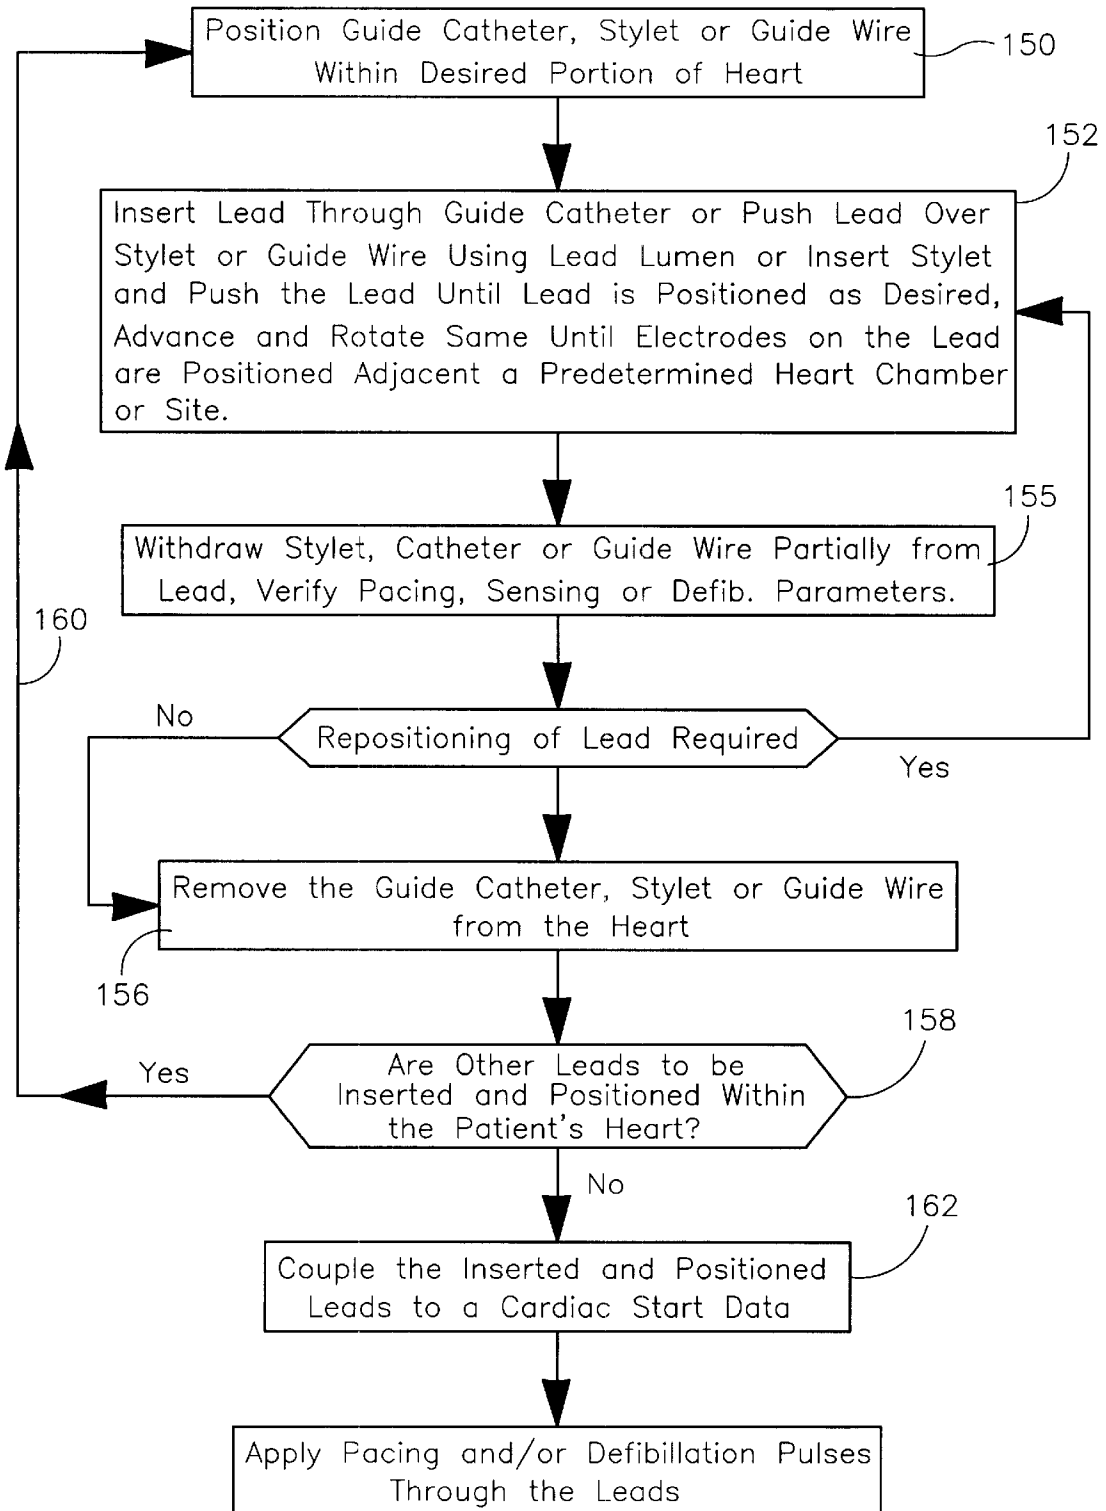 Position Guide Catheter, Stylet or Guide Wire
Within Desired Portion of Heart
150
152
Insert Lead Through Guide Catheter or Push Lead Over
Stylet or Guide Wire Using Lead Lumen or Insert Stylet
and Push the Lead Until Lead is Positioned as Desired,
Advance and Rotate Same Until Electrodes on the Lead
are Positioned Adjacent a Predetermined Heart Chamber
or Site.
155
Withdraw Stylet, Catheter or Guide Wire Partially from
Lead, Verify Pacing, Sensing or Defib. Parameters.
160
No
Repositioning of Lead Required
Yes
Remove the Guide Catheter, Stylet or Guide Wire
from the Heart
156
158
Yes
Are Other Leads to be
Inserted and Positioned Within
the Patient's Heart?
No
162
Couple the Inserted and Positioned
Leads to a Cardiac Start Data
Apply Pacing and/or Defibillation Pulses
Through the Leads